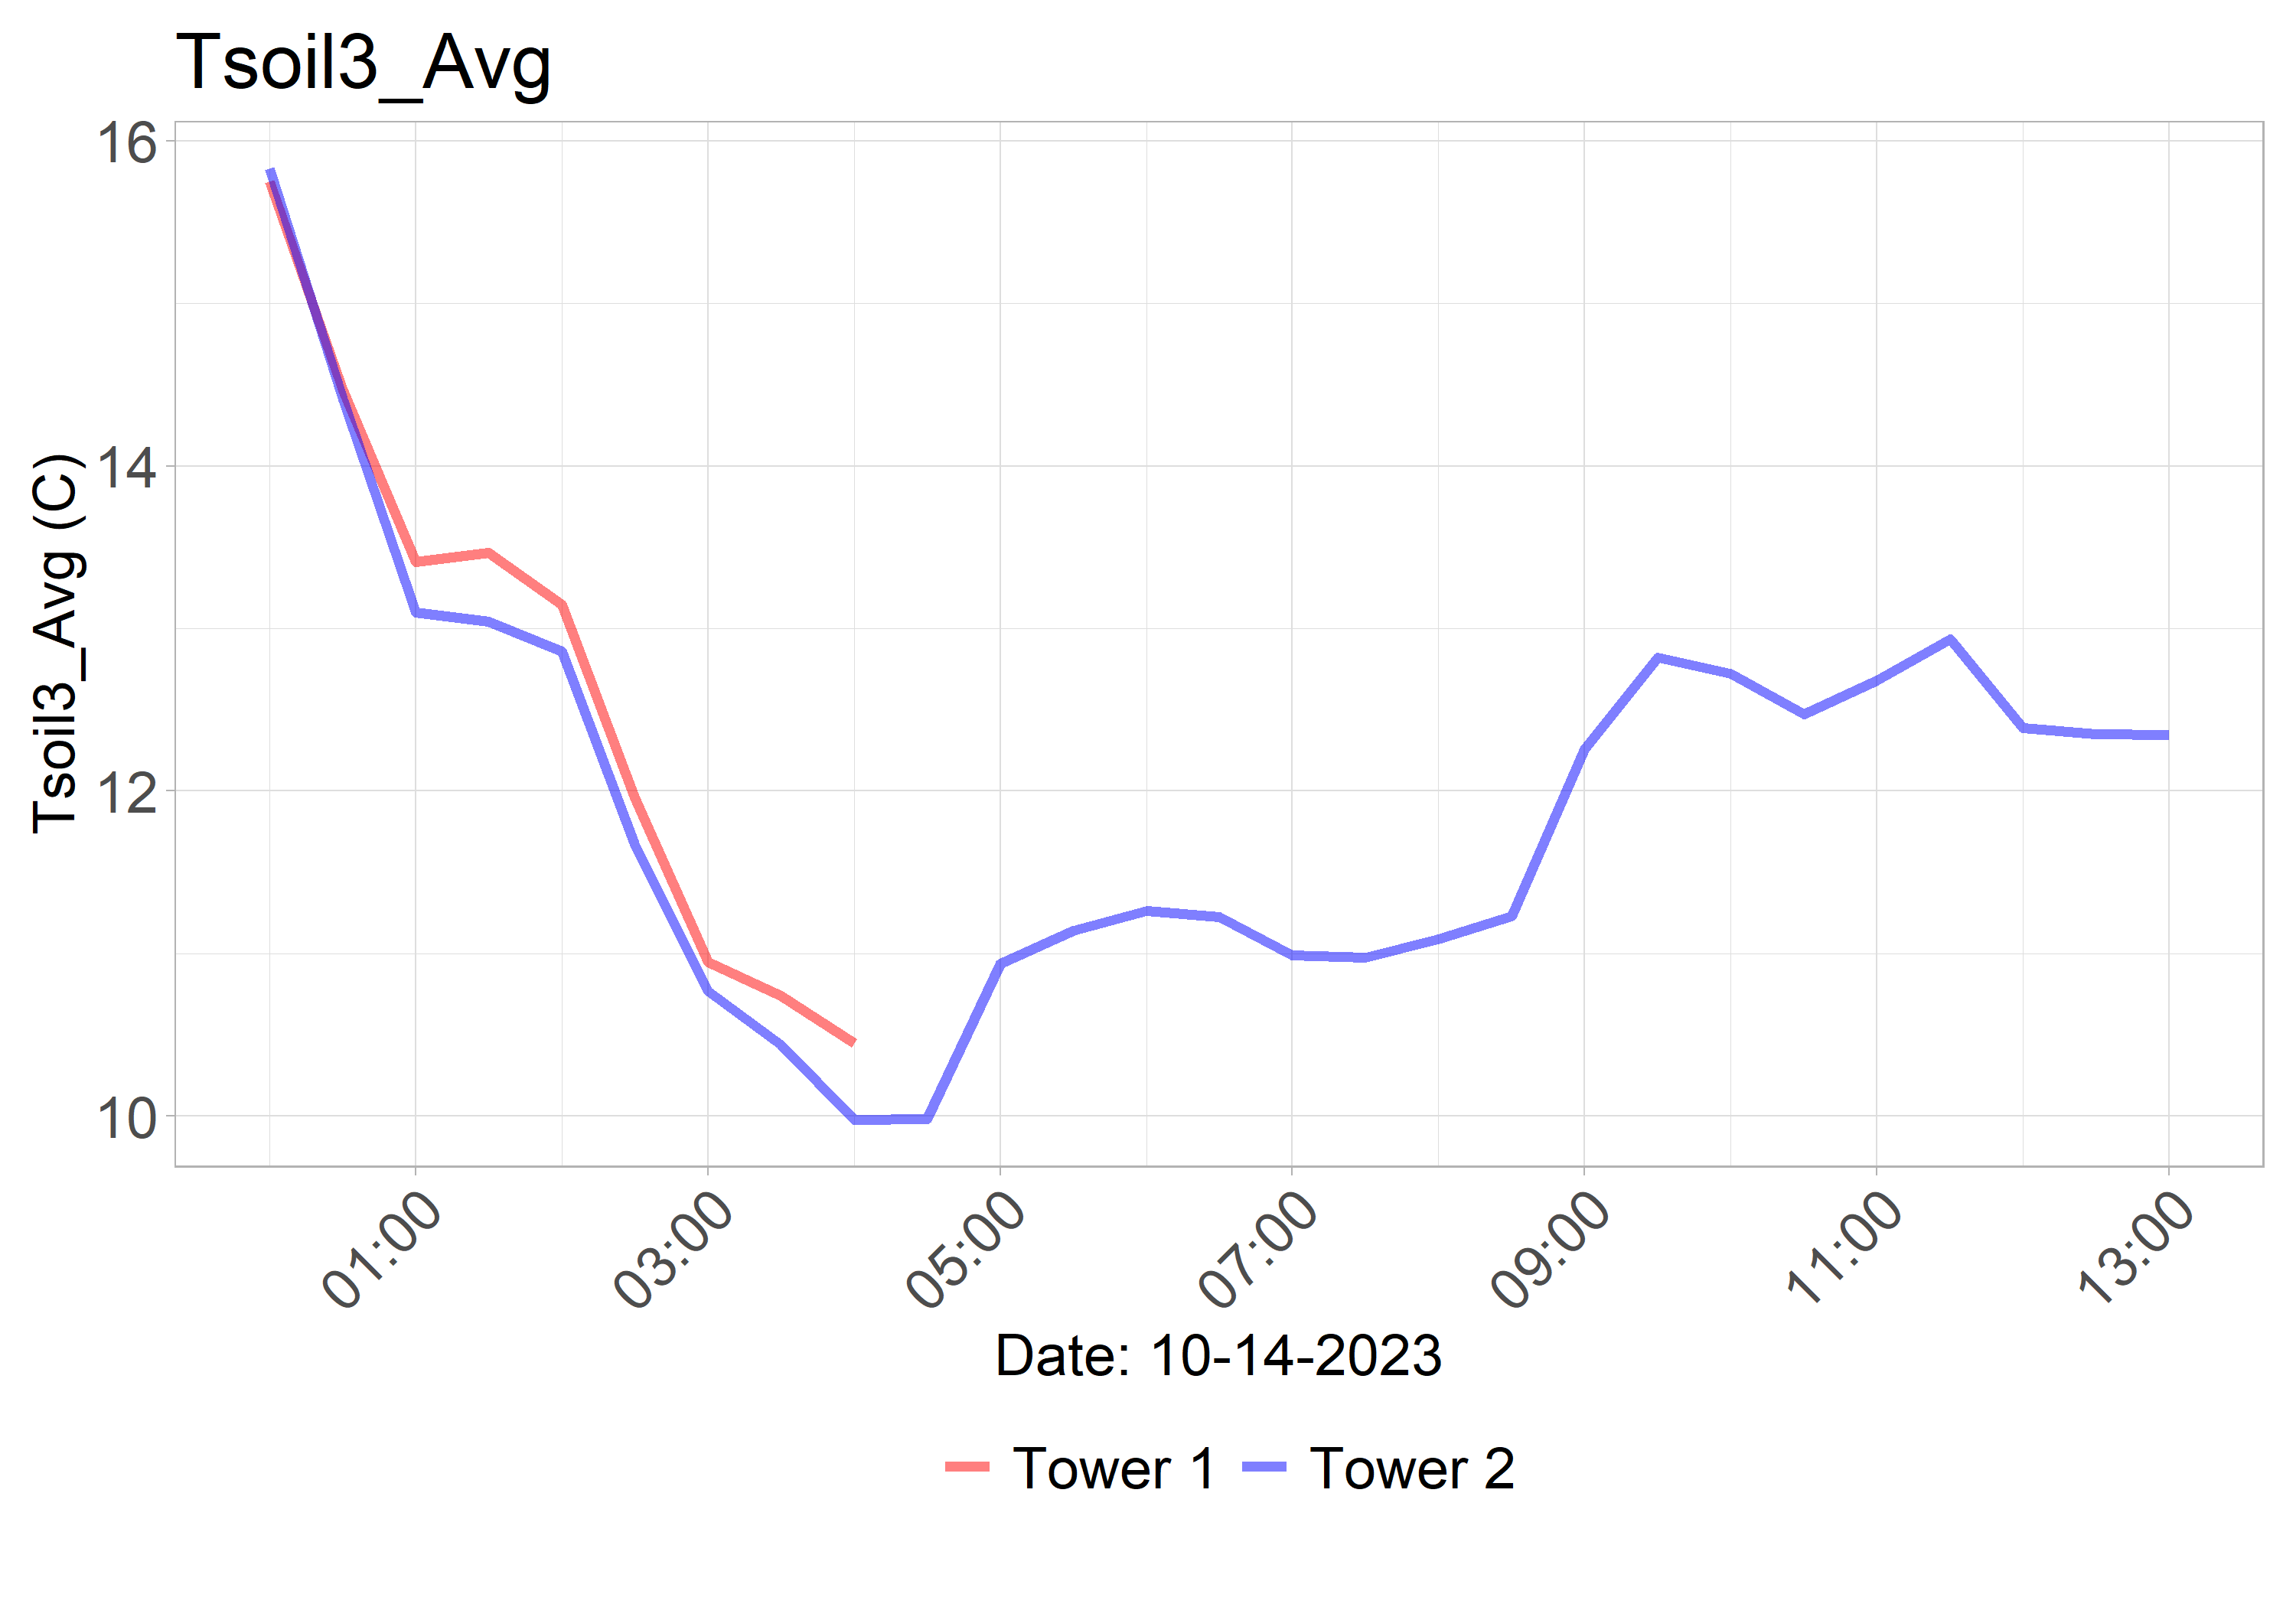 Tsoil3_Avg
Tsoil3_Avg (C)
16
14
12
10
01:00 03:00 05:00 07:00 09:00 11:00 13:00
Date: 10-14-2023
Tower 1 Tower 2